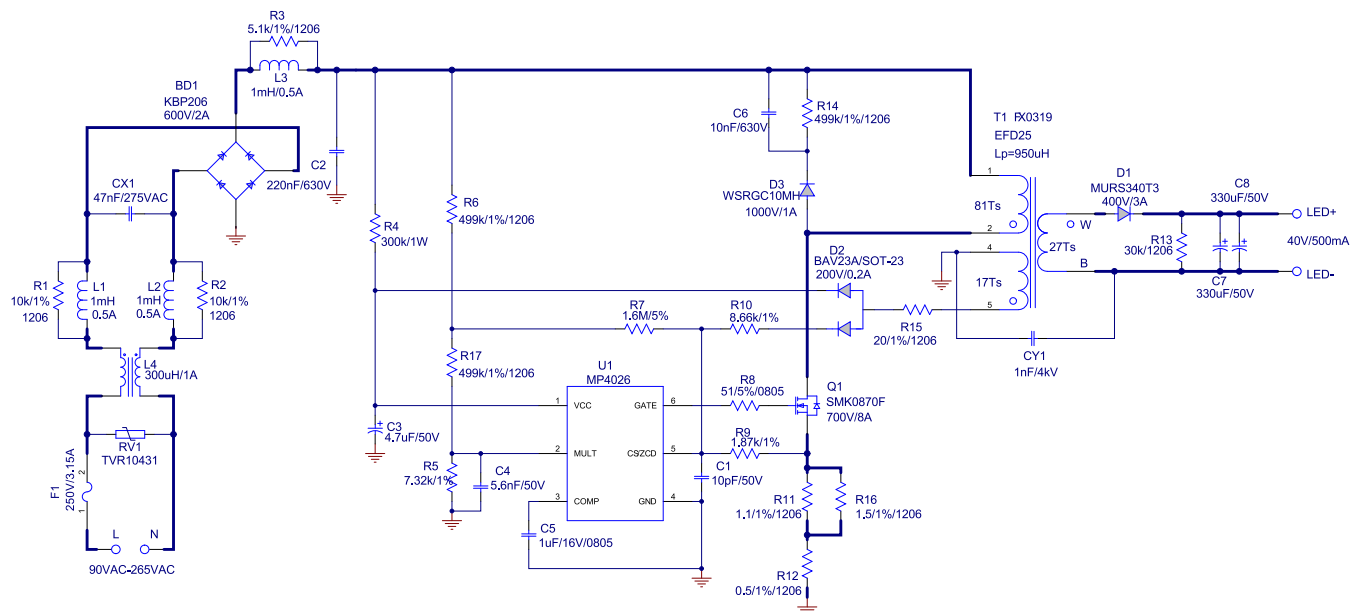 R3
5.1k/1%/1206
L3
1mH/0.5A
BD1
KBP206
600V/2A
C2
220nF/630V
CX1
47nF/275VAC
R1
10k/1%
1206
L1
1mH
0.5A
L2
1mH
0.5A
R2
10k/1%
1206
L4
300uH/1A
RV1
TVR10431
F1
250V/3.15A
2
1
L
N
90VAC-265VAC
R4
300k/1W
R6
499k/1%/1206
R17
499k/1%/1206
C3
4.7uF/50V
R5
7.32k/1%
C4
5.6nF/50V
C5
1uF/16V/0805
U1
MP4026
1
VCC
GATE
6
2
MULT
CS/ZCD
5
3
COMP
GND
4
R7
1.6M/5%
R10
8.66k/1%
R8
51/5%/0805
R9
1.87k/1%
C1
10pF/50V
C6
10nF/630V
R14
499k/1%/1206
D3
WSRGC10MH
1000V/1A
D2
BAV23A/SOT-23
200V/0.2A
R15
20/1%/1206
Q1
SMK0870F
700V/8A
R11
1.1/1%/1206
R16
1.5/1%/1206
R12
0.5/1%/1206
T1 FX0319
EFD25
Lp=950uH
1
81Ts
2
4
17Ts
5
27Ts
W
B
CY1
1nF/4kV
D1
MURS340T3
400V/3A
R13
30k/1206
C8
330uF/50V
C7
330uF/50V
LED+
40V/500mA
LED-